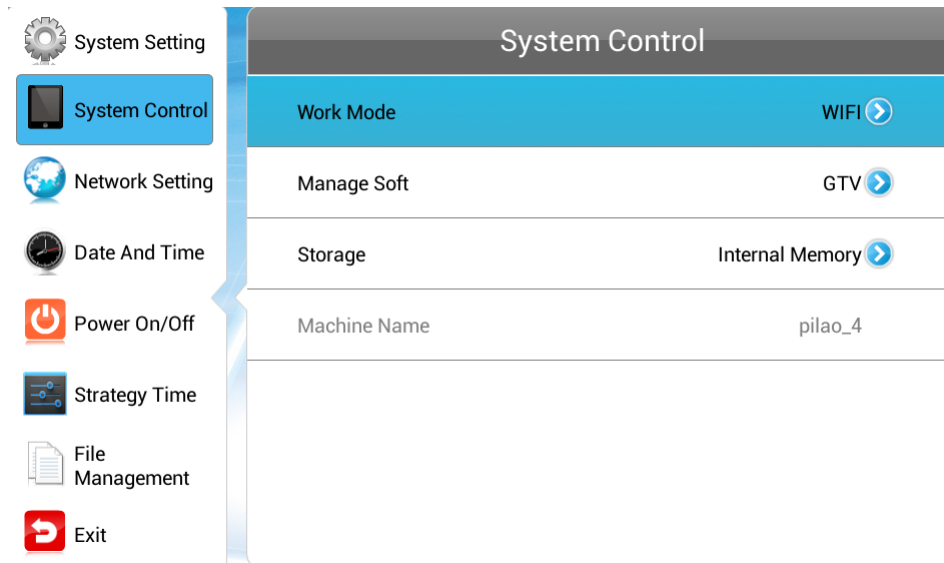 System Setting
System Control
Network Setting
Date And Time
Power On/Off
Strategy Time
File
Management
Exit
System Control
Work Mode WIFI
Manage Soft GTV
Storage Internal Memory
Machine Name pilao_4